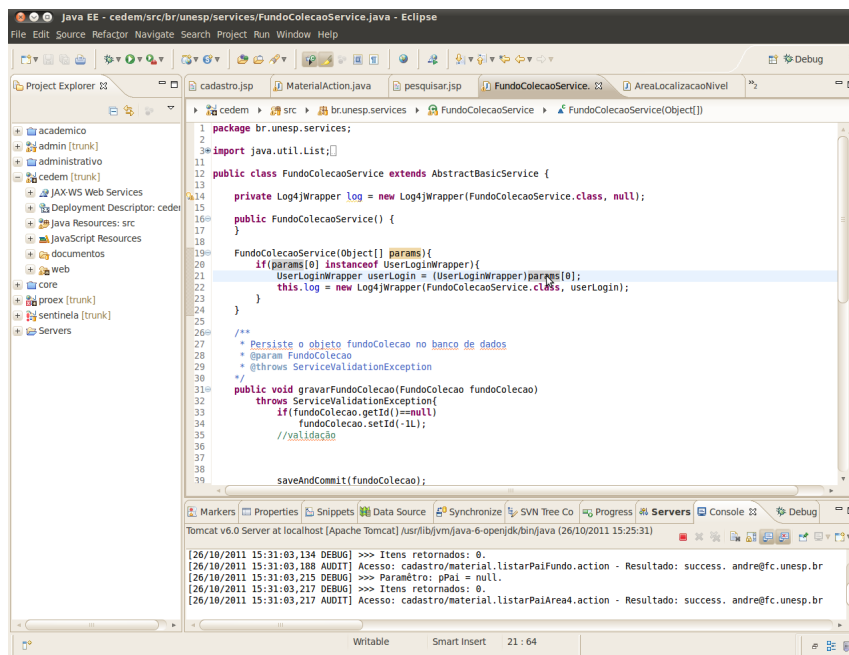 Java EE - cedem/src/br/unesp/services/FundoColecaoService.java - Eclipse
File Edit Source Refactor Navigate Search Project Run Window Help
Debug
Project Explorer
academico
admin [trunk]
administrativo
cedem [trunk]
JAX-WS Web Services
Deployment Descriptor: ceder
Java Resources: src
JavaScript Resources
documentos
web
core
proex [trunk]
sentinela [trunk]
Servers
cadastro.jsp MaterialAction.java pesquisar.jsp FundoColecaoService. AreaLocalizacaoNivel »2
cedem src br.unesp.services FundoColecaoService FundoColecaoService(Object[])
1 package br.unesp.services;
2
3 import java.util.List;
11
12 public class FundoColecaoService extends AbstractBasicService {
13
14 private Log4jWrapper log = new Log4jWrapper(FundoColecaoService.class, null);
15
16 public FundoColecaoService() {
17 }
18
19 FundoColecaoService(Object[] params){
20 if(params[0] instanceof UserLoginWrapper){
21 UserLoginWrapper userLogin = (UserLoginWrapper)params[0];
22 this.log = new Log4jWrapper(FundoColecaoService.class, userLogin);
23 }
24 }
25
26 /**
27 * Persiste o objeto fundoColecao no banco de dados
28 * @param FundoColecao
29 * @throws ServiceValidationException
30 */
31 public void gravarFundoColecao(FundoColecao fundoColecao)
32 throws ServiceValidationException{
33 if(fundoColecao.getId()==null)
34 fundoColecao.setId(-1L);
35 //validação
36
37
38
39 saveAndCommit(fundoColecao);
Markers Properties Snippets Data Source Synchronize SVN Tree Co Progress Servers Console Debug
Tomcat v6.0 Server at localhost [Apache Tomcat] /usr/lib/jvm/java-6-openjdk/bin/java (26/10/2011 15:25:31)
[26/10/2011 15:31:03,134 DEBUG] >>> Itens retornados: 0.
[26/10/2011 15:31:03,188 AUDIT] Acesso: cadastro/material.listarPaiFundo.action - Resultado: success. andre@fc.unesp.br
[26/10/2011 15:31:03,215 DEBUG] >>> Paramêtro: pPai = null.
[26/10/2011 15:31:03,217 DEBUG] >>> Itens retornados: 0.
[26/10/2011 15:31:03,217 AUDIT] Acesso: cadastro/material.listarPaiArea4.action - Resultado: success. andre@fc.unesp.br
Writable Smart Insert 21 : 64